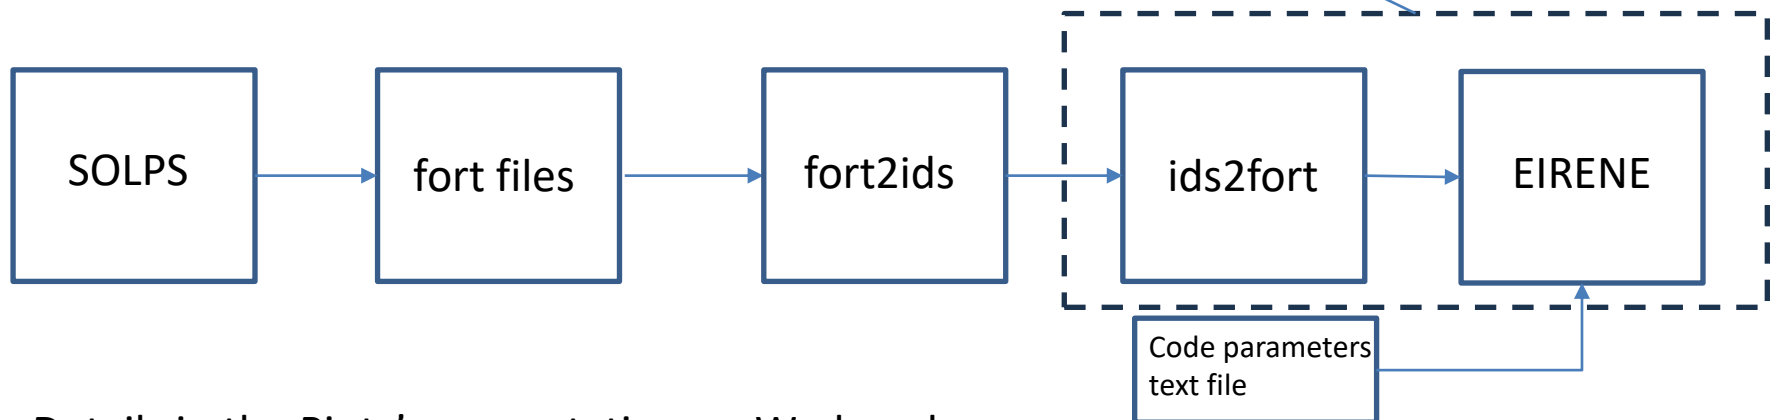 SOLPS
fort files
fort2ids
ids2fort
EIRENE
Code parameters
text file